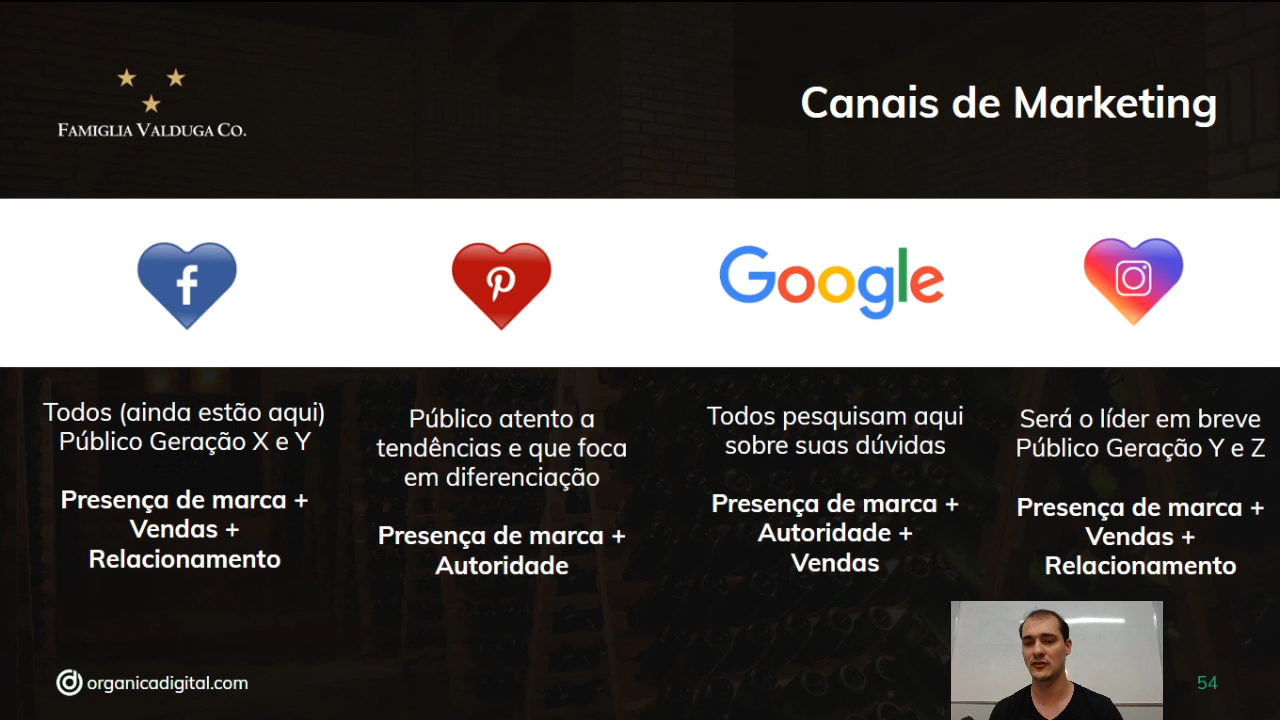 FAMIGLIA VALDUGA CO.
Canais de Marketing
f
Google
Todos (ainda estão aqui)
Público Geração X e Y
Presença de marca +
Vendas +
Relacionamento
Público atento a
tendências e que foca
em diferenciação
Presença de marca +
Autoridade
Todos pesquisam aqui
sobre suas dúvidas
Presença de marca +
Autoridade +
Vendas
Será o líder em breve
Público Geração Y e Z
Presença de marca +
Vendas +
Relacionamento
organicadigital.com
54